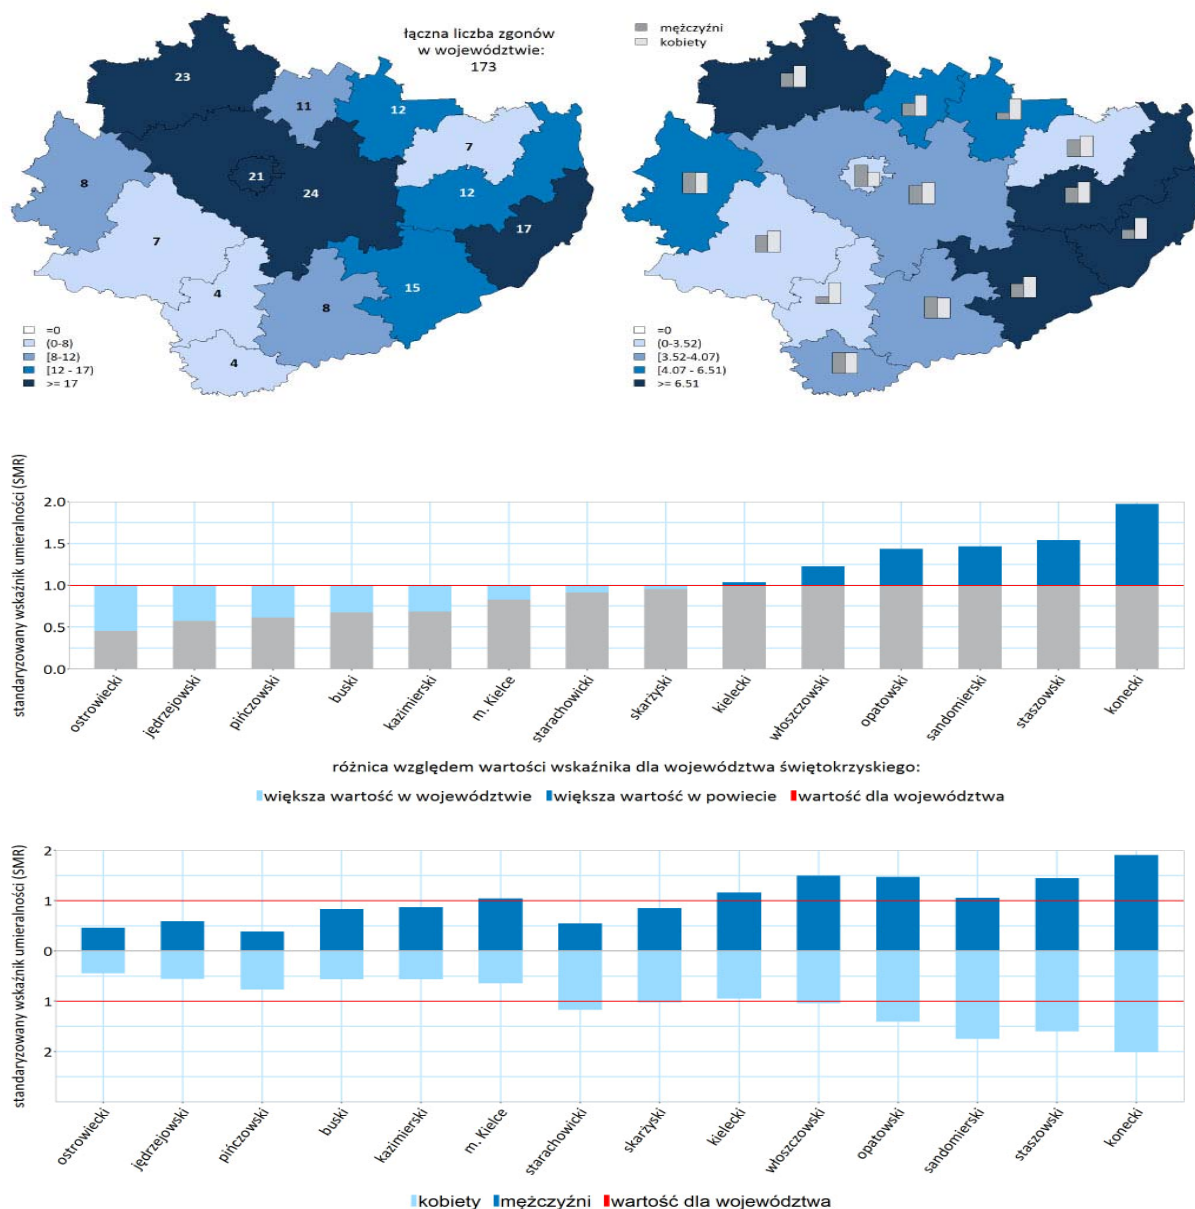 łączna liczba zgonów
w województwie:
173
23
11
12
7
8
21
24
12
17
7
4
15
8
4
=0
(0-8)
[8-12)
[12 - 17)
>= 17
mężczyźni
kobiety
=0
(0-3.52)
[3.52-4.07)
[4.07 - 6.51)
>= 6.51
standaryzowany wskaźnik umieralności (SMR)
2.0
1.5
1.0
0.5
0.0
ostrowiecki
jędrzejowski
pińczowski
buski
kazimierski
m. Kielce
starachowicki
skarżyski
kielecki
włoszczowski
opatowski
sandomierski
staszowski
konecki
różnica względem wartości wskaźnika dla województwa świętokrzyskiego:
większa wartość w województwie większa wartość w powiecie wartość dla województwa
standaryzowany wskaźnik umieralności (SMR)
2
1
0
1
2
ostrowiecki
jędrzejowski
pińczowski
buski
kazimierski
m. Kielce
starachowicki
skarżyski
kielecki
włoszczowski
opatowski
sandomierski
staszowski
konecki
kobiety mężczyźni wartość dla województwa